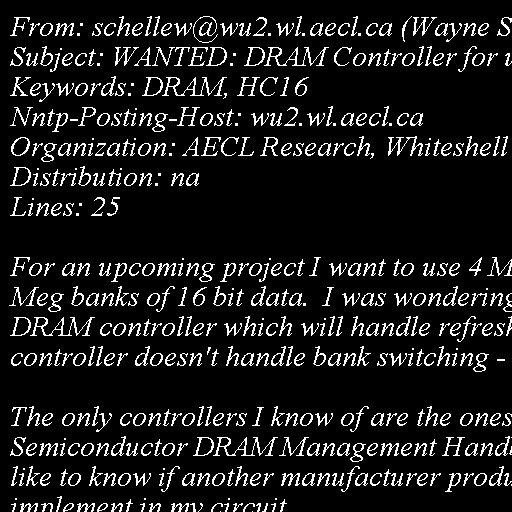 From: schellew@wu2.wl.aecl.ca (Wayne S
Subject: WANTED: DRAM Controller for u
Keywords: DRAM, HC16
Nntp-Posting-Host: wu2.wl.aecl.ca
Organization: AECL Research, Whiteshell
Distribution: na
Lines: 25

For an upcoming project I want to use 4 M
Meg banks of 16 bit data.  I was wondering
DRAM controller which will handle refresh
controller doesn't handle bank switching -

The only controllers I know of are the ones
Semiconductor DRAM Management Handb
like to know if another manufacturer produ
implement in my circuit